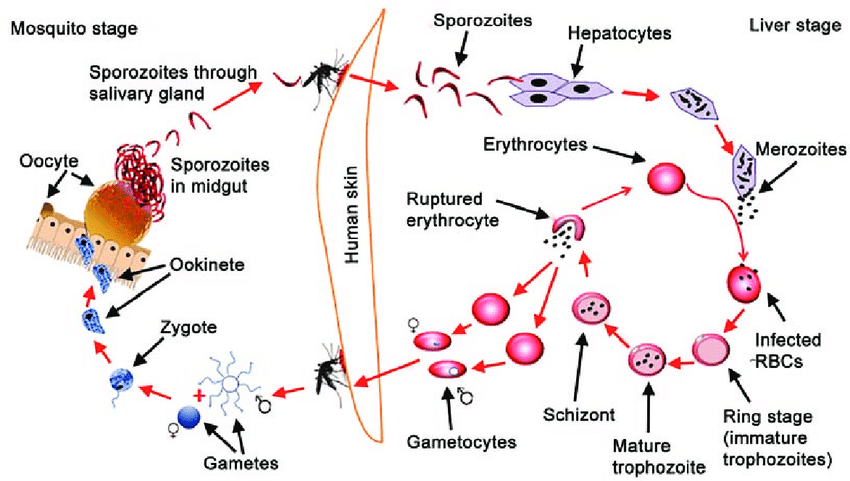 Mosquito stage
Liver stage
Sporozoites
Hepatocytes
Sporozoites through
salivary gland
Erythrocytes
Merozoites
Oocyte
Sporozoites
in midgut
Ruptured
erythrocyte
Human skin
Ookinete
Zygote
♀
♂
+
♀
Gametes
♀
♂
Gametocytes
Schizont
Mature
trophozoite
Infected
RBCs
Ring stage
(immature
trophozoites)